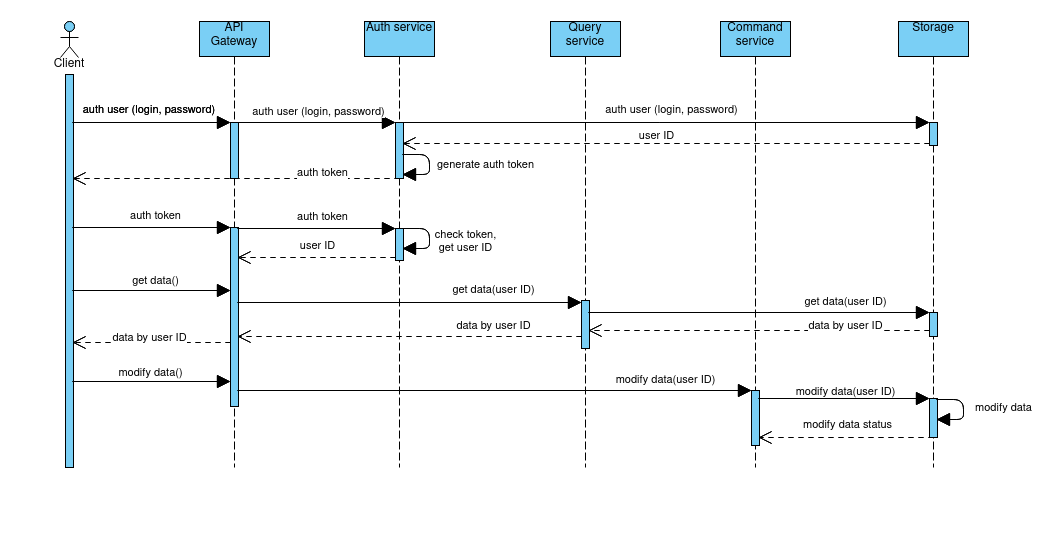 API
Gateway
Auth service
Query
service
Command
service
Storage
Client
auth user (login, password)
auth user (login, password)
auth user (login, password)
user ID
generate auth token
auth token
auth token
auth token
check token,
get user ID
user ID
get data()
get data(user ID)
get data(user ID)
data by user ID
data by user ID
data by user ID
modify data()
modify data(user ID)
modify data(user ID)
modify data
modify data status